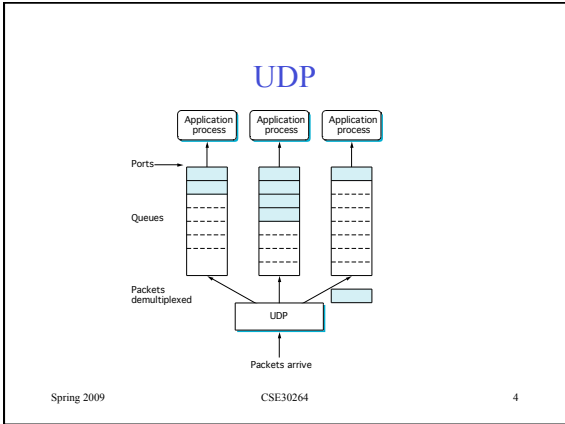 UDP
Application process
Application process
Application process
Ports
Queues
Packets
demultiplexed
UDP
Packets arrive
Spring 2009
CSE30264
4